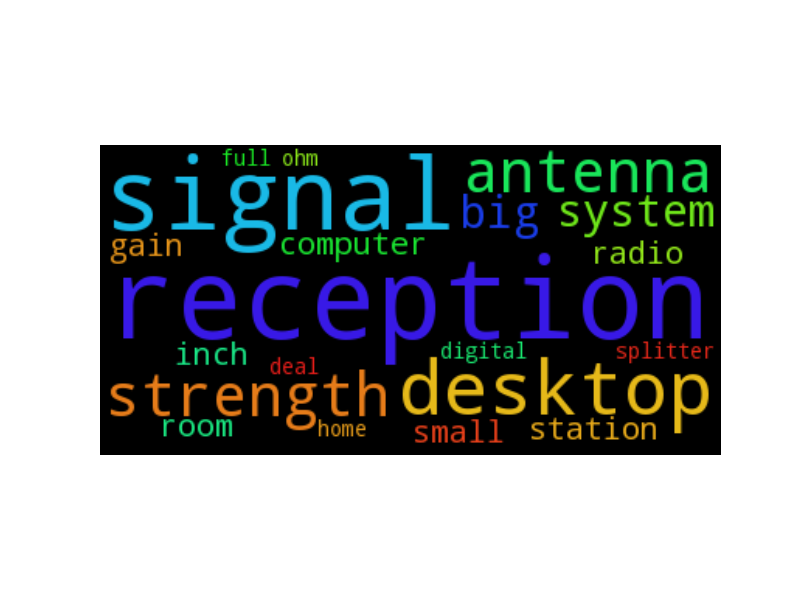 full ohm
signal antenna
big system
gain computer radio
reception
inch digital splitter
deal
strength desktop
room home small station